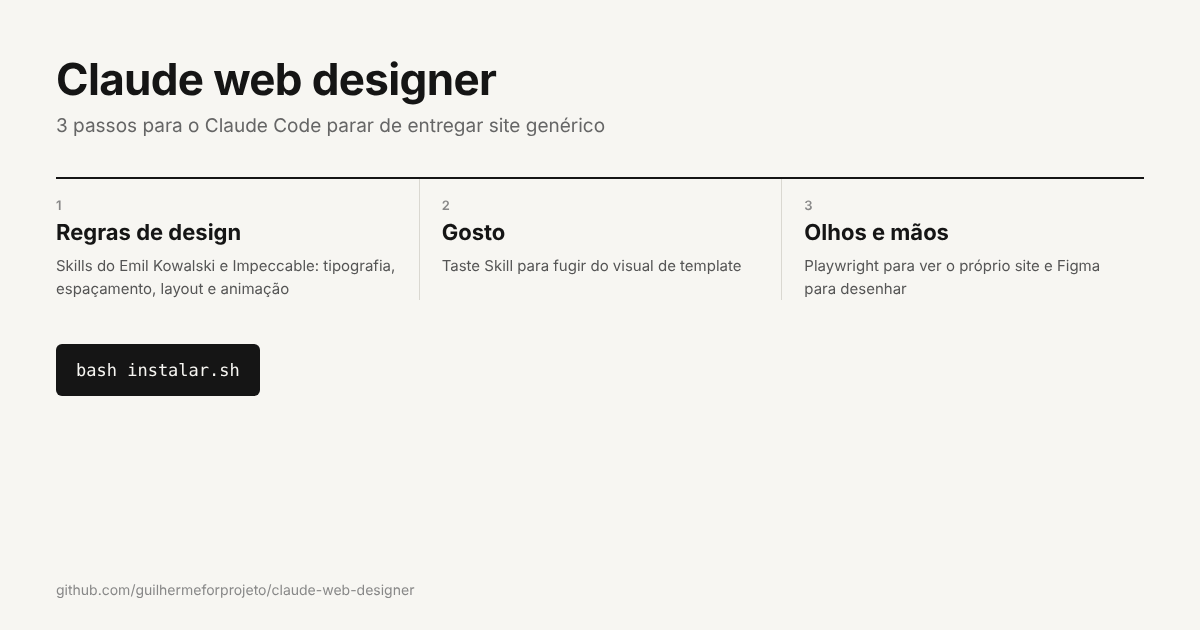 Claude web designer
3 passos para o Claude Code parar de entregar site genérico
1
Regras de design
Skills do Emil Kowalski e Impeccable: tipografia,
espaçamento, layout e animação
2
Gosto
Taste Skill para fugir do visual de template
3
Olhos e mãos
Playwright para ver o próprio site e Figma
para desenhar
bash instalar.sh
github.com/guilhermeforprojeto/claude-web-designer